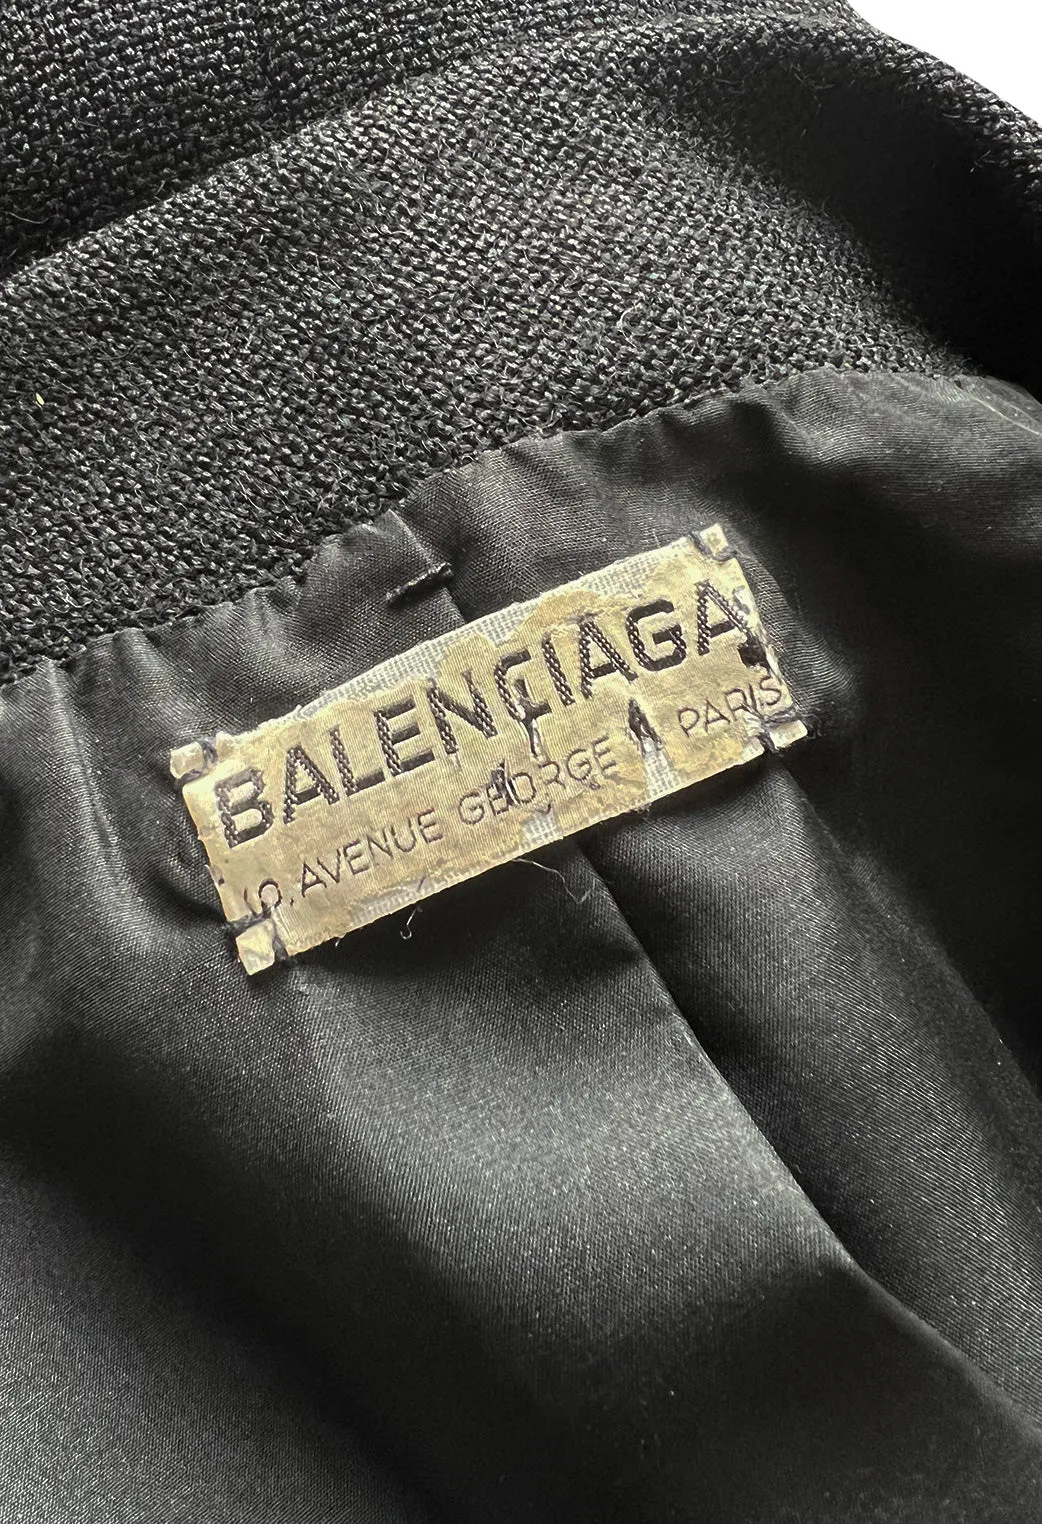 BALENCIAGA
10, AVENUE GEORGE V PARIS